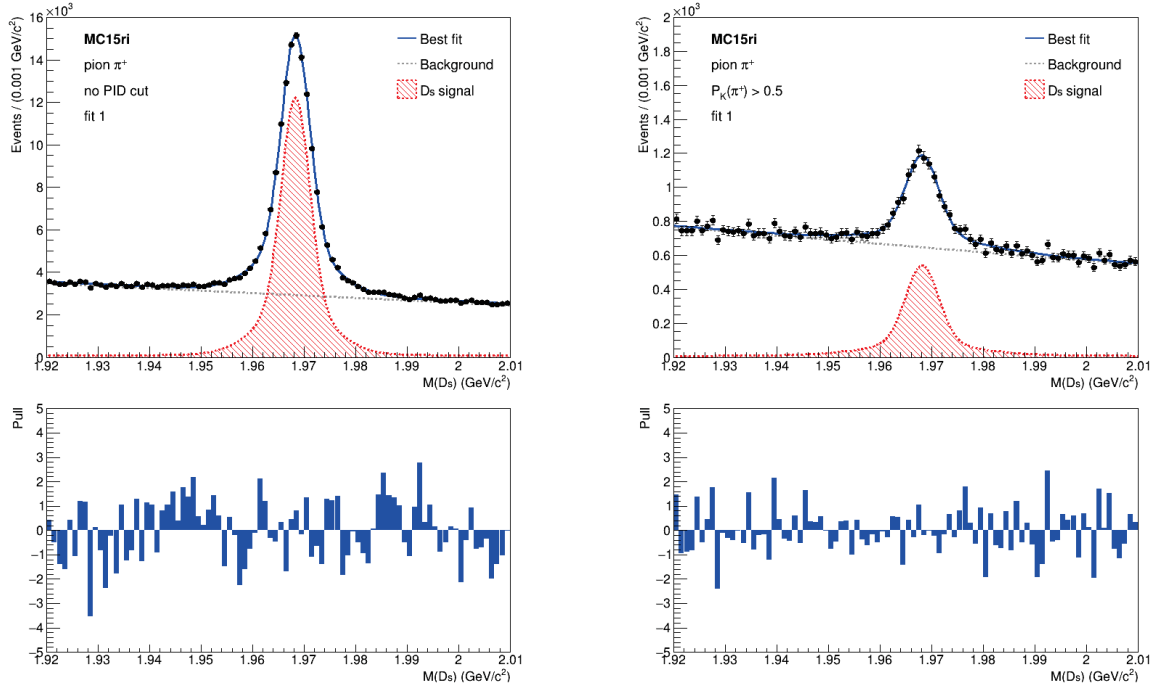 ×10³
16
14
12
10
8
6
4
2
0
Events / (0.001 GeV/c²)
MC15ri
pion π⁺
no PID cut
fit 1
Best fit
Background
Ds signal
1.92 1.93 1.94 1.95 1.96 1.97 1.98 1.99 2 2.01
M(Ds) (GeV/c²)
×10³
2
1.8
1.6
1.4
1.2
1
0.8
0.6
0.4
0.2
0
Events / (0.001 GeV/c²)
MC15ri
pion π⁺
P_K(π⁺) > 0.5
fit 1
Best fit
Background
Ds signal
1.92 1.93 1.94 1.95 1.96 1.97 1.98 1.99 2 2.01
M(Ds) (GeV/c²)
Pull
5
4
3
2
1
0
−1
−2
−3
−4
−5
1.92 1.93 1.94 1.95 1.96 1.97 1.98 1.99 2 2.01
M(Ds) (GeV/c²)
Pull
5
4
3
2
1
0
−1
−2
−3
−4
−5
1.92 1.93 1.94 1.95 1.96 1.97 1.98 1.99 2 2.01
M(Ds) (GeV/c²)